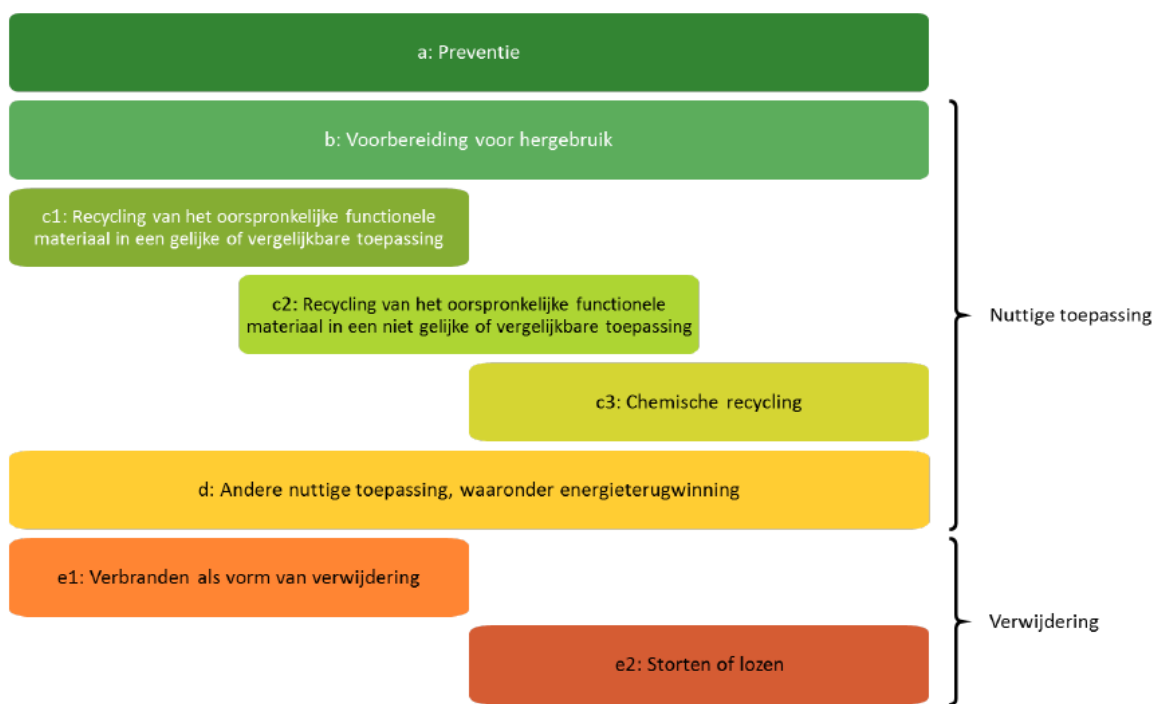 a: Preventie
b: Voorbereiding voor hergebruik
c1: Recycling van het oorspronkelijke functionele
materiaal in een gelijke of vergelijkbare toepassing
c2: Recycling van het oorspronkelijke functionele
materiaal in een niet gelijke of vergelijkbare toepassing
Nuttige toepassing
c3: Chemische recycling
d: Andere nuttige toepassing, waaronder energieterugwinning
e1: Verbranden als vorm van verwijdering
Verwijdering
e2: Storten of lozen